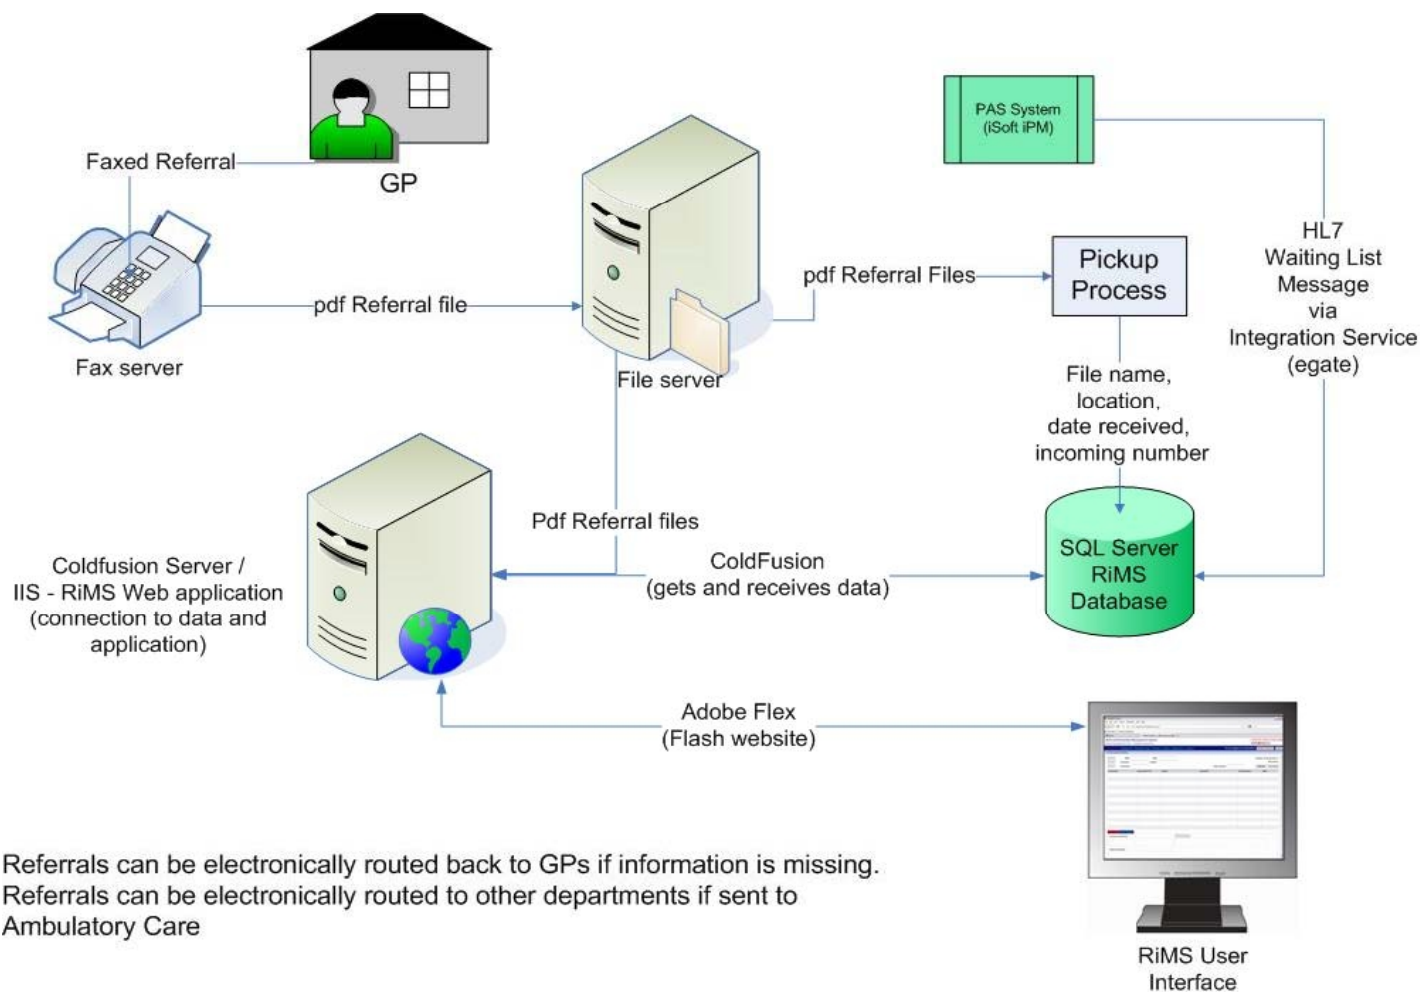 Faxed Referral
GP
PAS System
(iSoft iPM)
Fax server
pdf Referral file
File server
pdf Referral Files
Pickup
Process
HL7
Waiting List
Message
via
Integration Service
(egate)
File name,
location,
date received,
incoming number
Pdf Referral files
Coldfusion Server /
IIS - RiMS Web application
(connection to data and
application)
ColdFusion
(gets and receives data)
SQL Server
RiMS
Database
Adobe Flex
(Flash website)
RiMS User
Interface
Referrals can be electronically routed back to GPs if information is missing.
Referrals can be electronically routed to other departments if sent to
Ambulatory Care